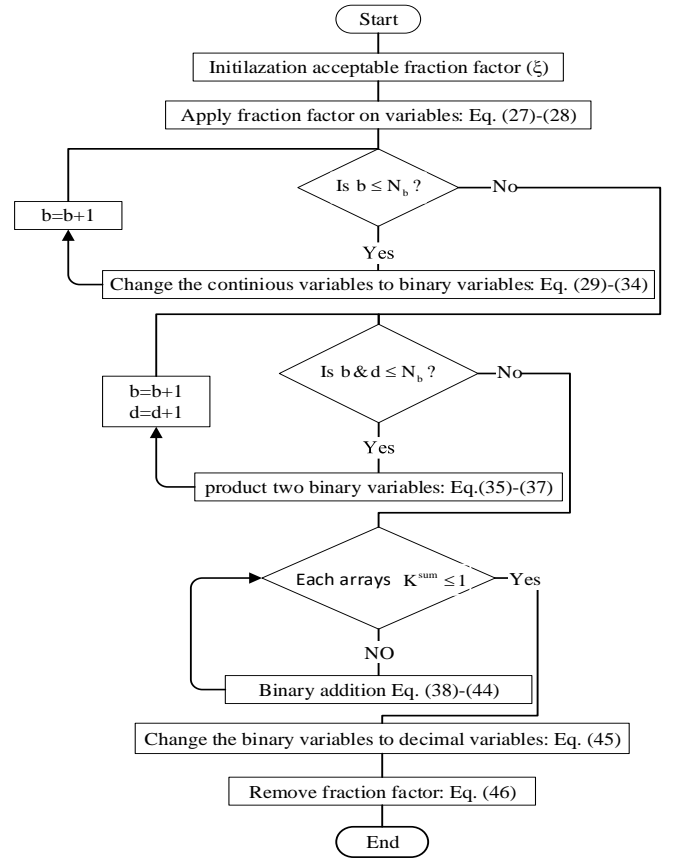 Start
Initilazation acceptable fraction factor (ξ)
Apply fraction factor on variables: Eq. (27)-(28)
Is b ≤ N_b ?
No
b=b+1
Yes
Change the continious variables to binary variables: Eq. (29)-(34)
Is b & d ≤ N_b ?
No
b=b+1
d=d+1
Yes
product two binary variables: Eq.(35)-(37)
Each arrays K^sum ≤ 1
Yes
NO
Binary addition Eq. (38)-(44)
Change the binary variables to decimal variables: Eq. (45)
Remove fraction factor: Eq. (46)
End